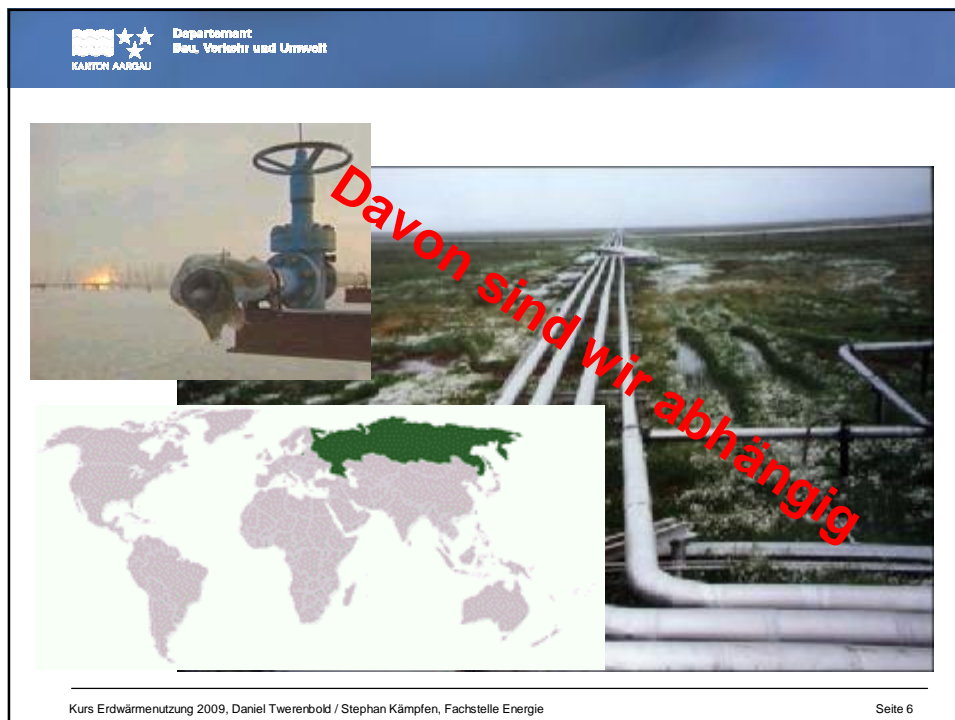 Departement
Bau, Verkehr und Umwelt
KANTON AARGAU
Davon sind wir abhängig
Kurs Erdwärmenutzung 2009, Daniel Twerenbold / Stephan Kämpfen, Fachstelle Energie
Seite 6